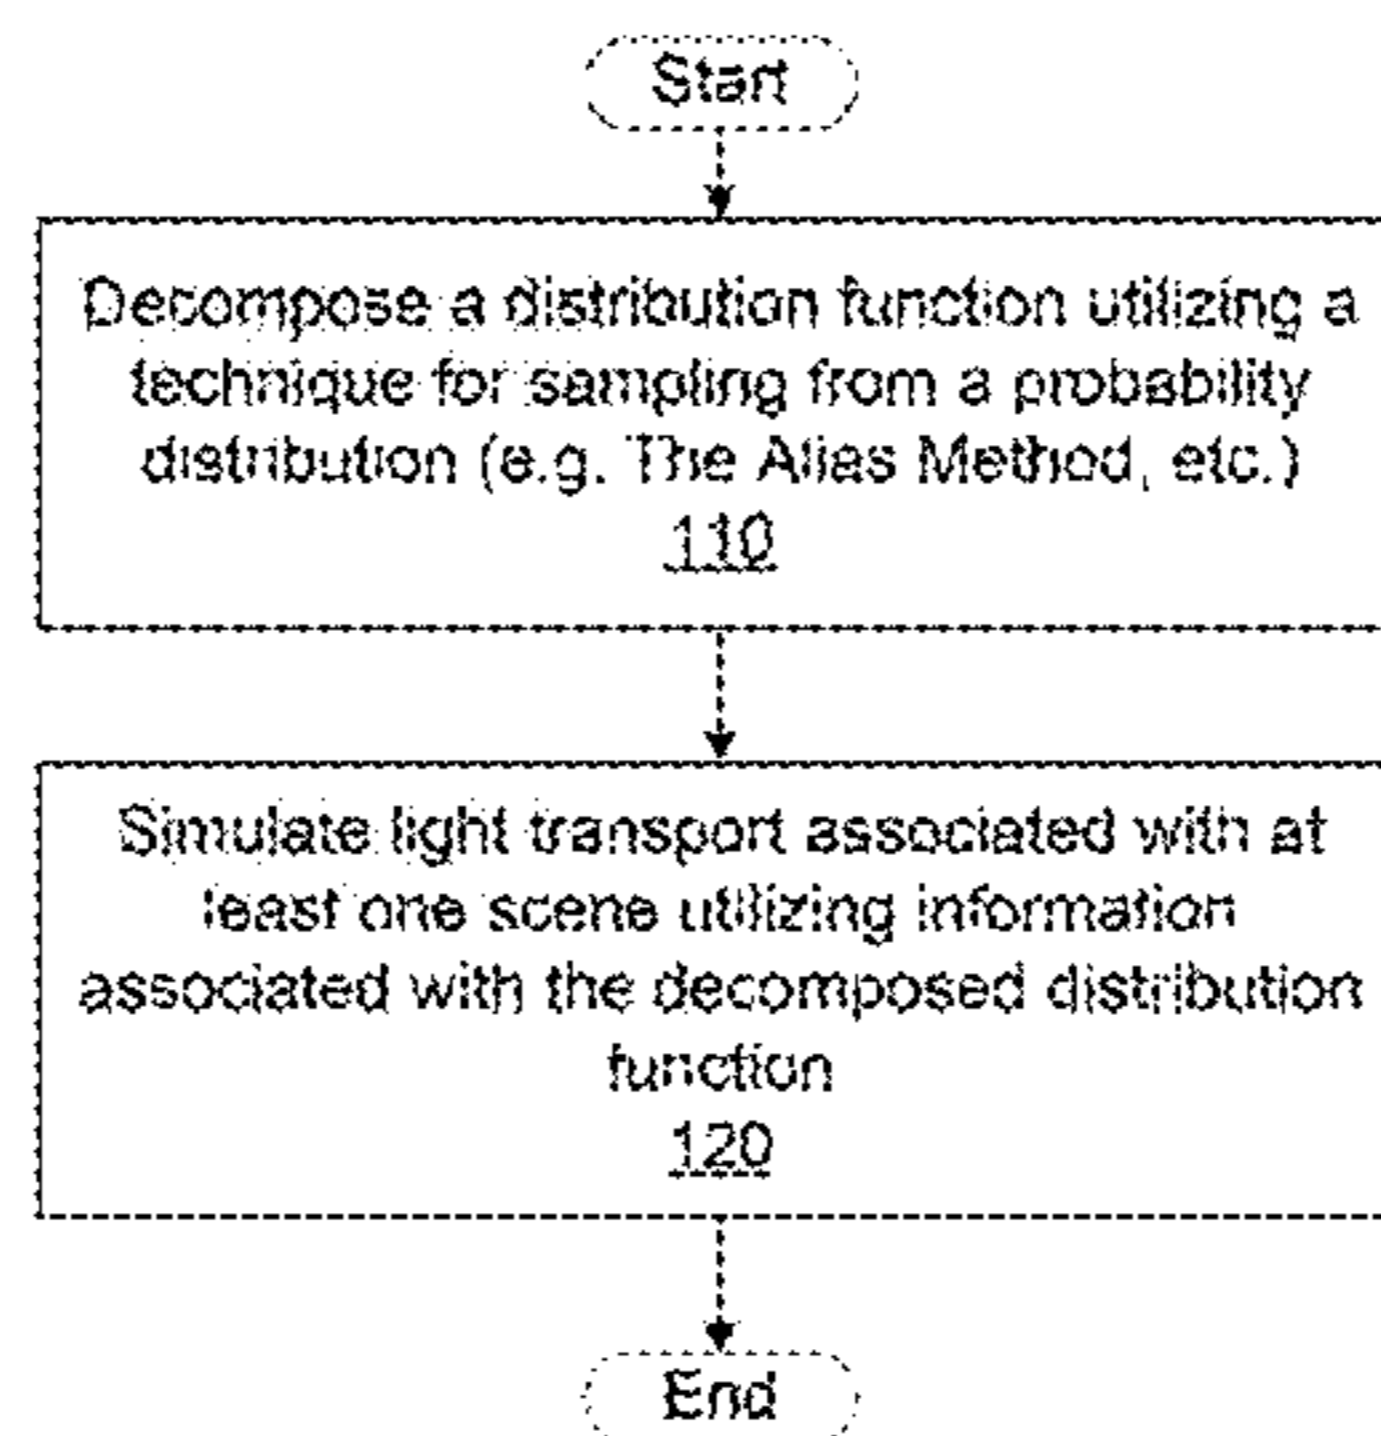 Start
Decompose a distribution function utilizing a
technique for sampling from a probability
distribution (e.g. The Alias Method, etc.)
110
Simulate light transport associated with at
least one scene utilizing information
associated with the decomposed distribution
function
120
End